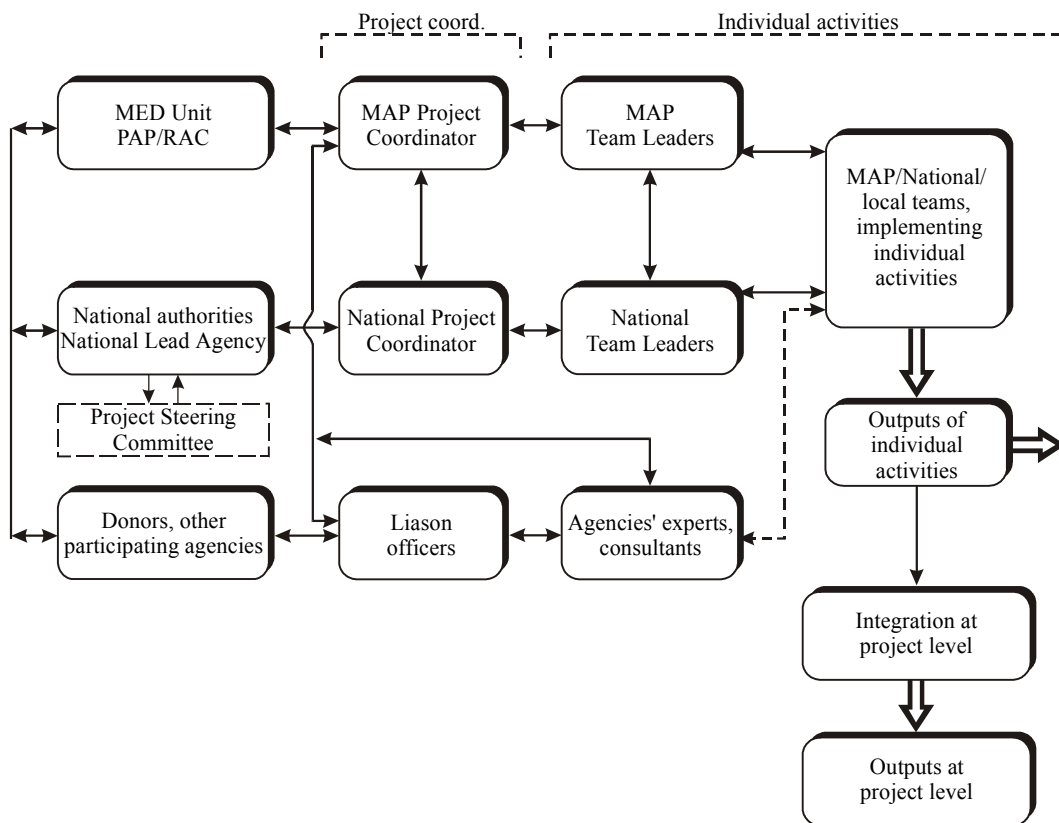 Project coord.
Individual activities
MED Unit
PAP/RAC
MAP Project
Coordinator
MAP
Team Leaders
MAP/National/
local teams,
implementing
individual
activities
National authorities
National Lead Agency
National Project
Coordinator
National
Team Leaders
Project Steering
Committee
Outputs of
individual
activities
Donors, other
participating agencies
Liason
officers
Agencies' experts,
consultants
Integration at
project level
Outputs at
project level